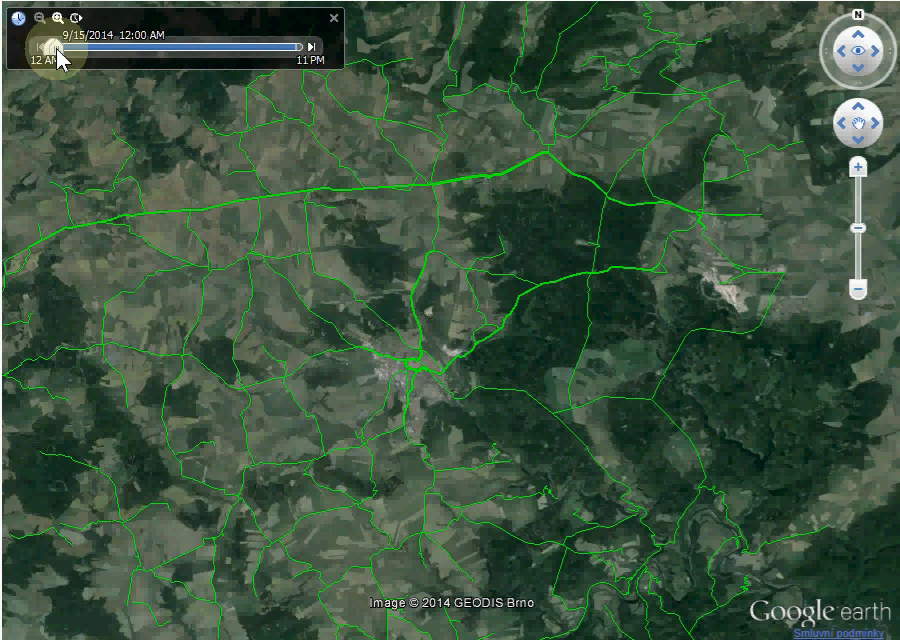 N
9/15/2014 12:00 AM
12 AM
11 PM
Image © 2014 GEODIS Brno
Google earth
Smluvní podmínky